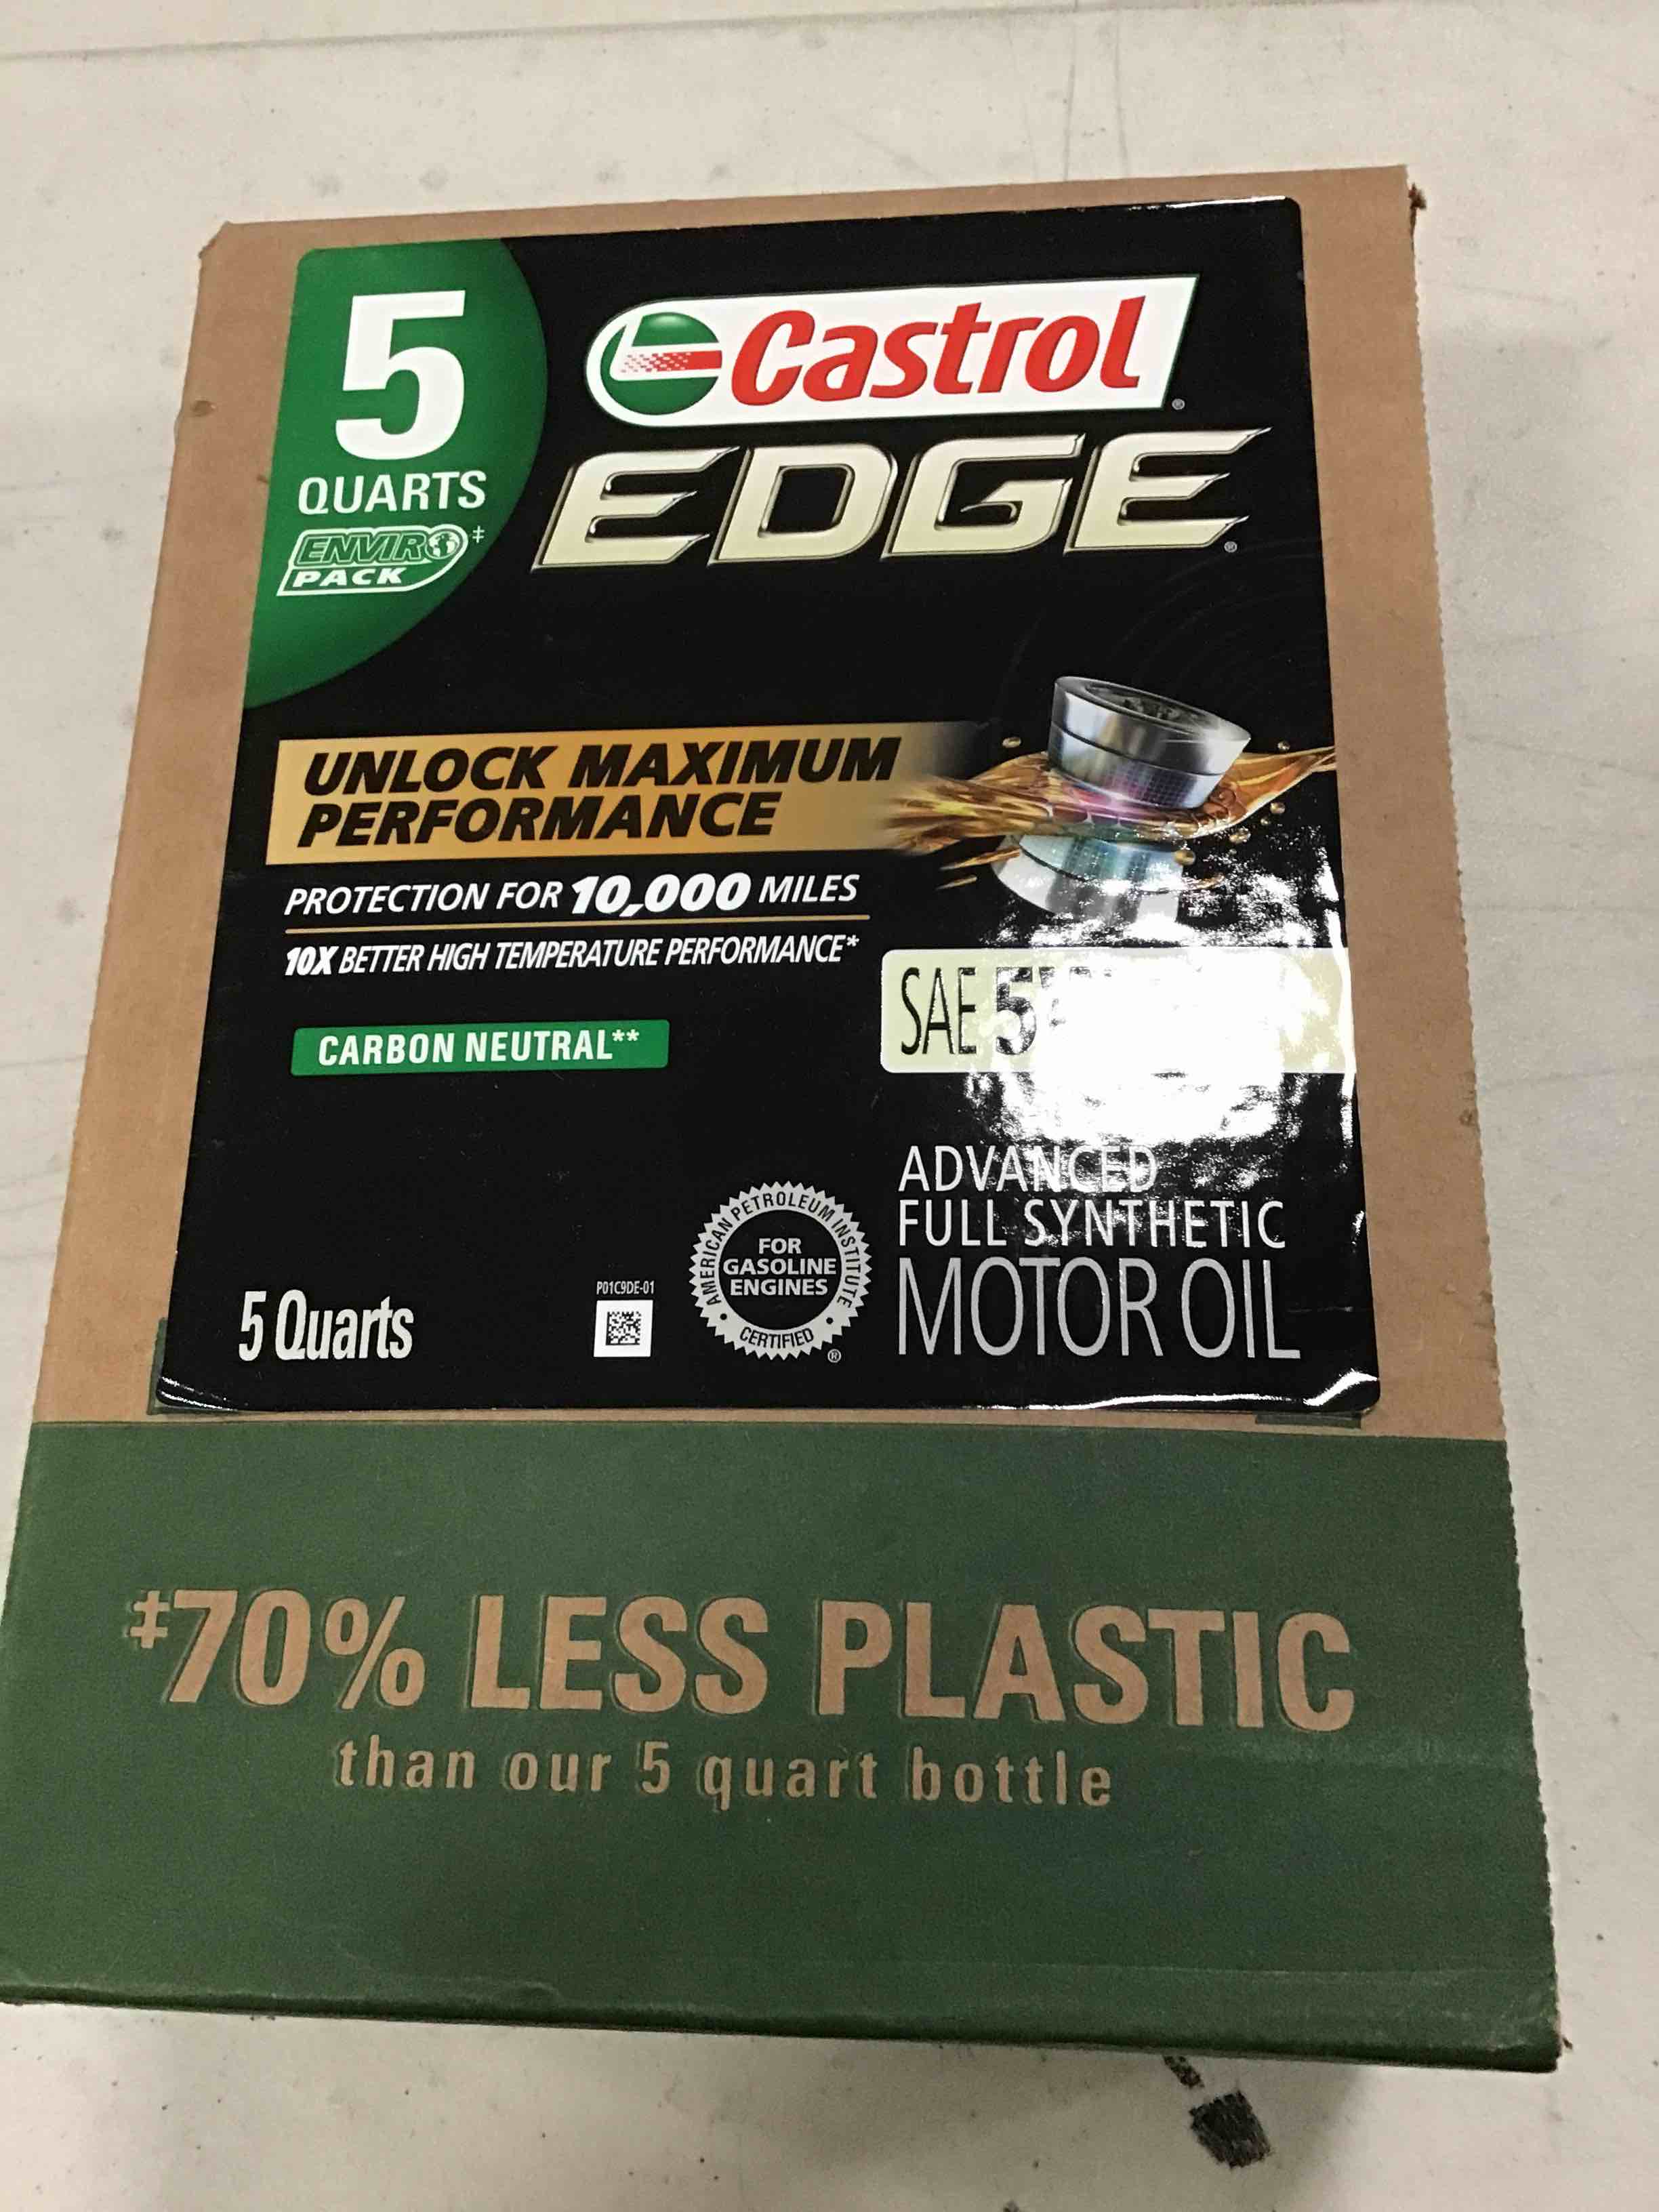 5
QUARTS
ENVIRO‡
PACK
Castrol®
EDGE®
UNLOCK MAXIMUM
PERFORMANCE
PROTECTION FOR 10,000 MILES
10X BETTER HIGH TEMPERATURE PERFORMANCE*
CARBON NEUTRAL**
SAE
ADVANCED
FULL SYNTHETIC
MOTOR OIL
AMERICAN PETROLEUM INSTITUTE
FOR
GASOLINE
ENGINES
CERTIFIED ®
P01C9DE-01
5 Quarts
‡70% LESS PLASTIC
than our 5 quart bottle